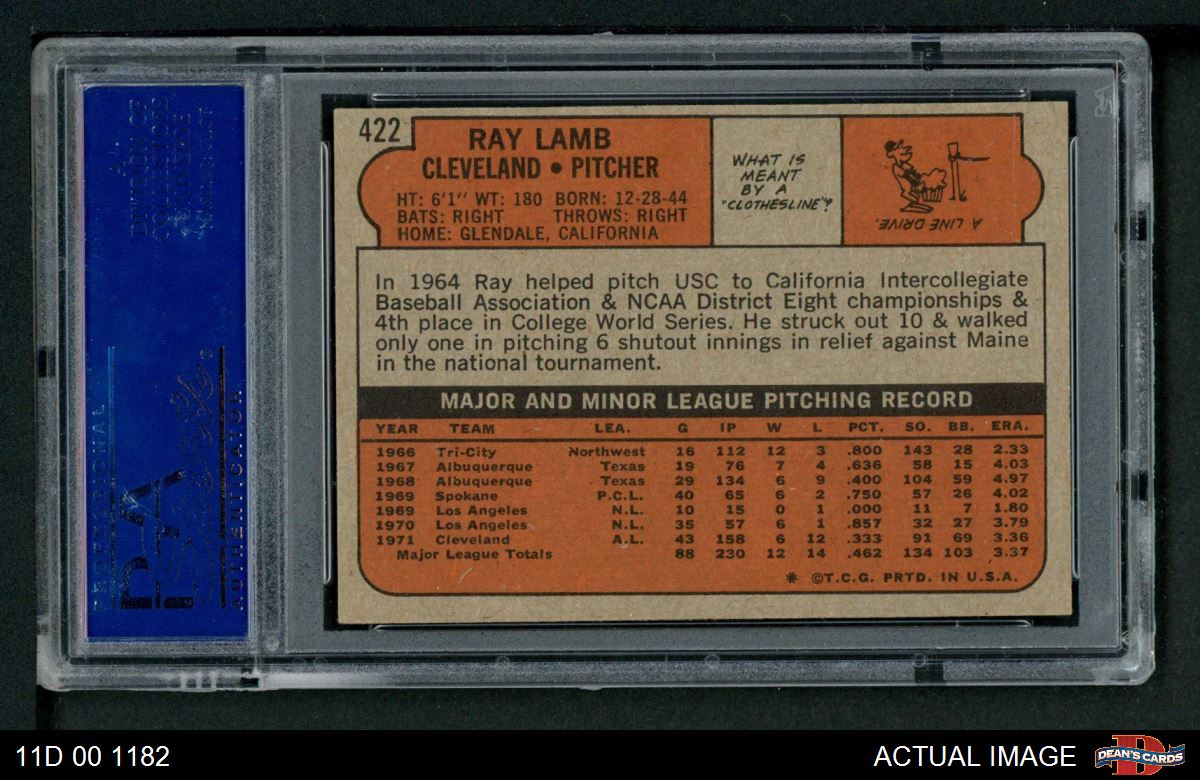 422
RAY LAMB
CLEVELAND • PITCHER
HT: 6'1" WT: 180 BORN: 12-28-44
BATS: RIGHT THROWS: RIGHT
HOME: GLENDALE, CALIFORNIA
WHAT IS
MEANT
BY A
"CLOTHESLINE"?
A LINE DRIVE.
In 1964 Ray helped pitch USC to California Intercollegiate
Baseball Association & NCAA District Eight championships &
4th place in College World Series. He struck out 10 & walked
only one in pitching 6 shutout innings in relief against Maine
in the national tournament.
MAJOR AND MINOR LEAGUE PITCHING RECORD
YEAR TEAM LEA. G IP W L PCT. SO. BB. ERA.
1966 Tri-City Northwest 16 112 12 3 .800 143 28 2.33
1967 Albuquerque Texas 19 76 7 4 .636 58 15 4.03
1968 Albuquerque Texas 29 134 6 9 .400 104 59 4.97
1969 Spokane P.C.L. 40 65 6 2 .750 57 26 4.02
1969 Los Angeles N.L. 10 15 0 1 .000 11 7 1.80
1970 Los Angeles N.L. 35 57 6 1 .857 32 27 3.79
1971 Cleveland A.L. 43 158 6 12 .333 91 69 3.36
Major League Totals 88 230 12 14 .462 134 103 3.37
* ©T.C.G. PRTD. IN U.S.A.
PROFESSIONAL
PSA
AUTHENTICATOR
DIVISION OF
COLLECTORS
UNIVERSE
11D 00 1182
ACTUAL IMAGE
DEAN'S CARDS